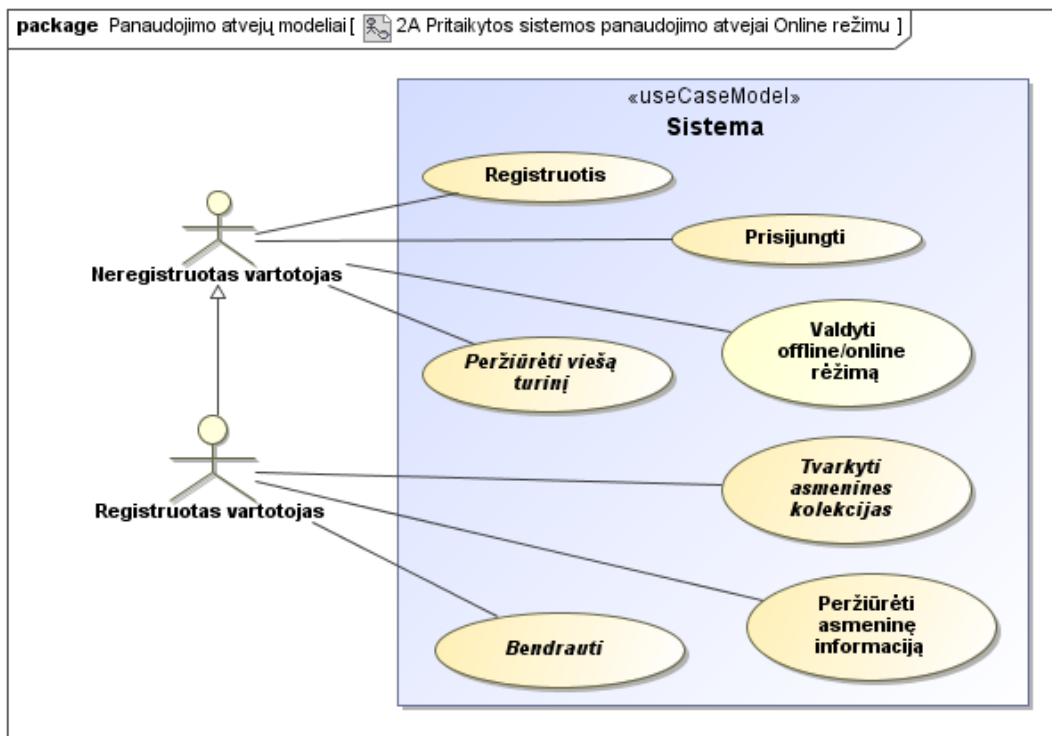 package Panaudojimo atvejų modeliai [ 2A Pritaikytos sistemos panaudojimo atvejai Online režimu ]
«useCaseModel»
Sistema
Registruotis
Prisijungti
Neregistruotas vartotojas
Valdyti
offline/online
rėžimą
Peržiūrėti viešą
turinį
Tvarkyti
asmenines
kolekcijas
Registruotas vartotojas
Peržiūrėti
asmeninę
informaciją
Bendrauti